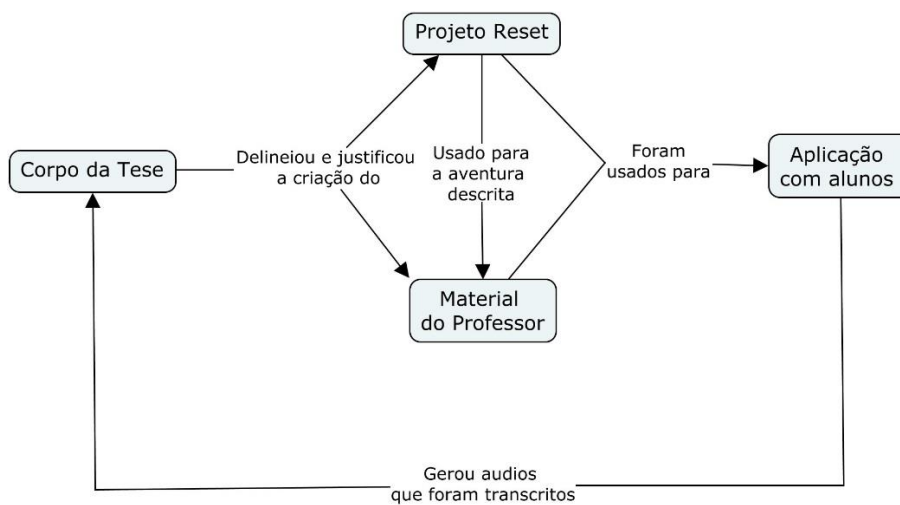 Projeto Reset
Corpo da Tese
Delineiou e justificou
a criação do
Usado para
a aventura
descrita
Foram
usados para
Aplicação
com alunos
Material
do Professor
Gerou audios
que foram transcritos